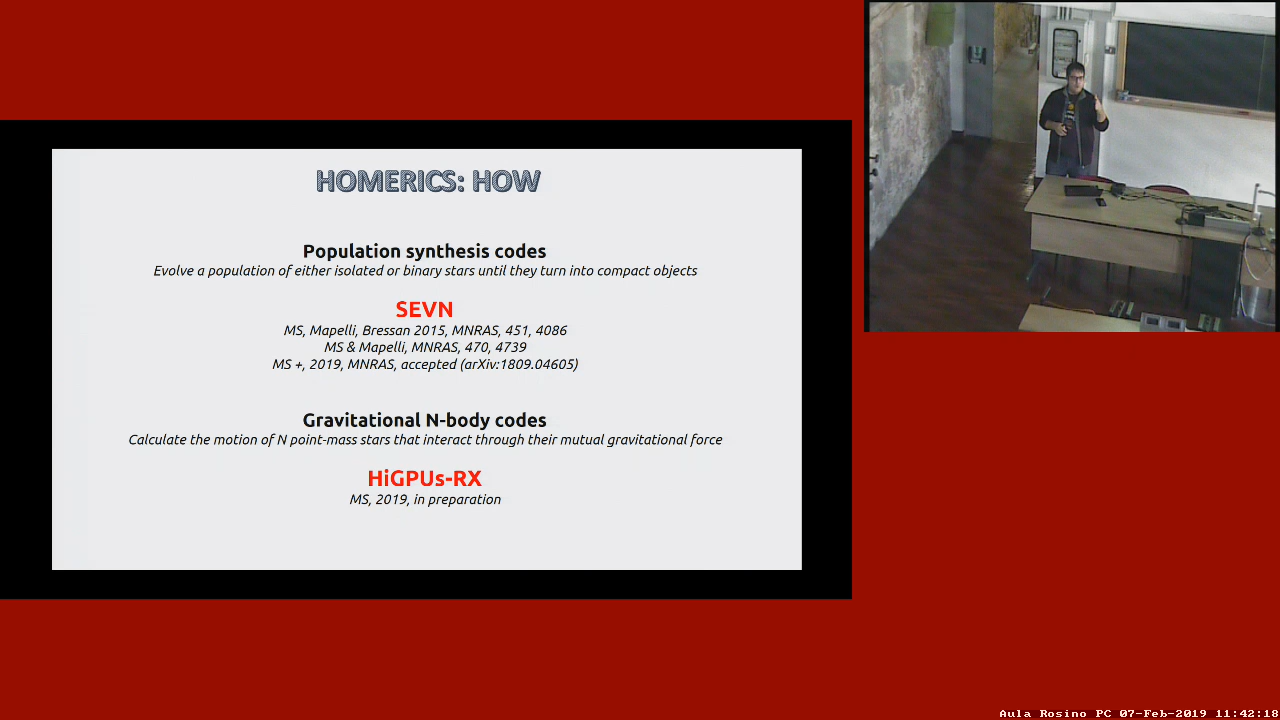 HOMERICS: HOW
Population synthesis codes
Evolve a population of either isolated or binary stars until they turn into compact objects
SEVN
MS, Mapelli, Bressan 2015, MNRAS, 451, 4086
MS & Mapelli, MNRAS, 470, 4739
MS +, 2019, MNRAS, accepted (arXiv:1809.04605)
Gravitational N-body codes
Calculate the motion of N point-mass stars that interact through their mutual gravitational force
HiGPUs-RX
MS, 2019, in preparation
Aula Rosino PC 07-Feb-2019 11:42:18